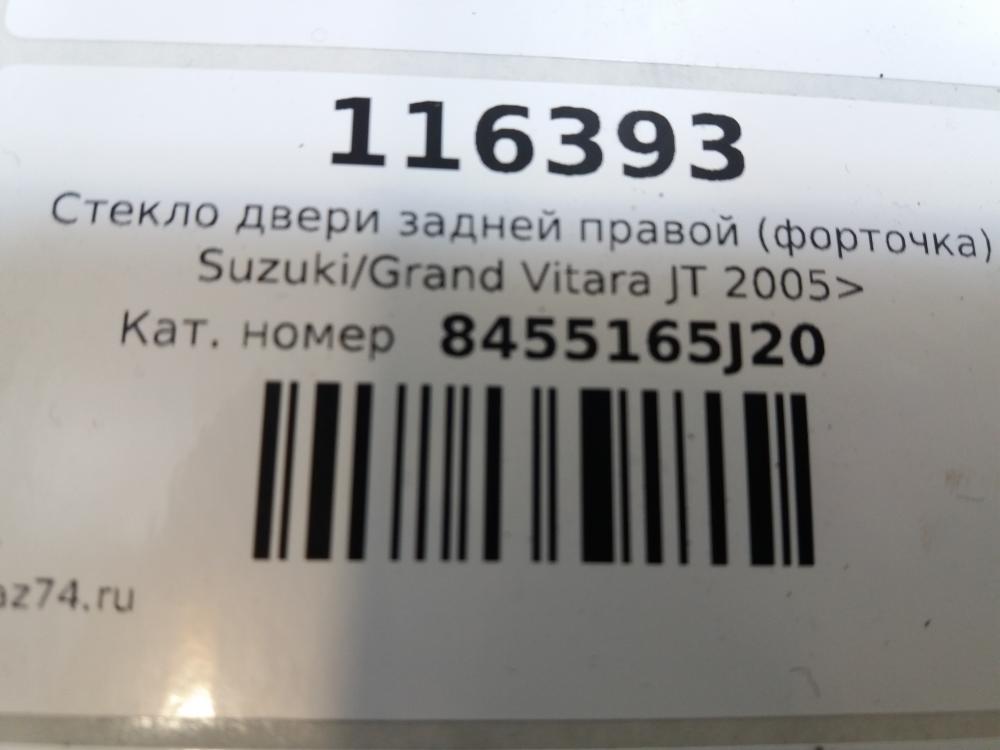 116393
Стекло двери задней правой (форточка)
Suzuki/Grand Vitara JT 2005>
Кат. номер 8455165J20
az74.ru